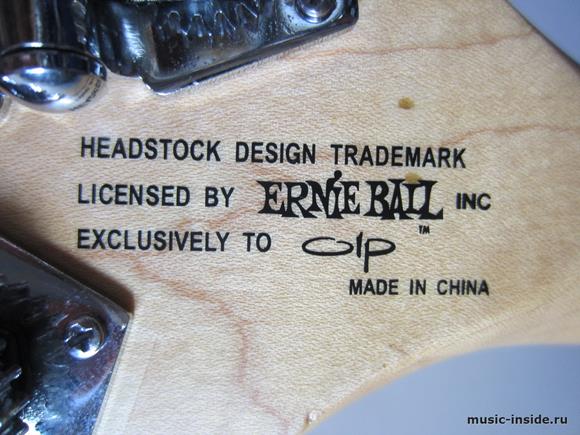 HEADSTOCK DESIGN TRADEMARK
LICENSED BY ERNIE BALL INC
EXCLUSIVELY TO olp™
MADE IN CHINA
music-inside.ru